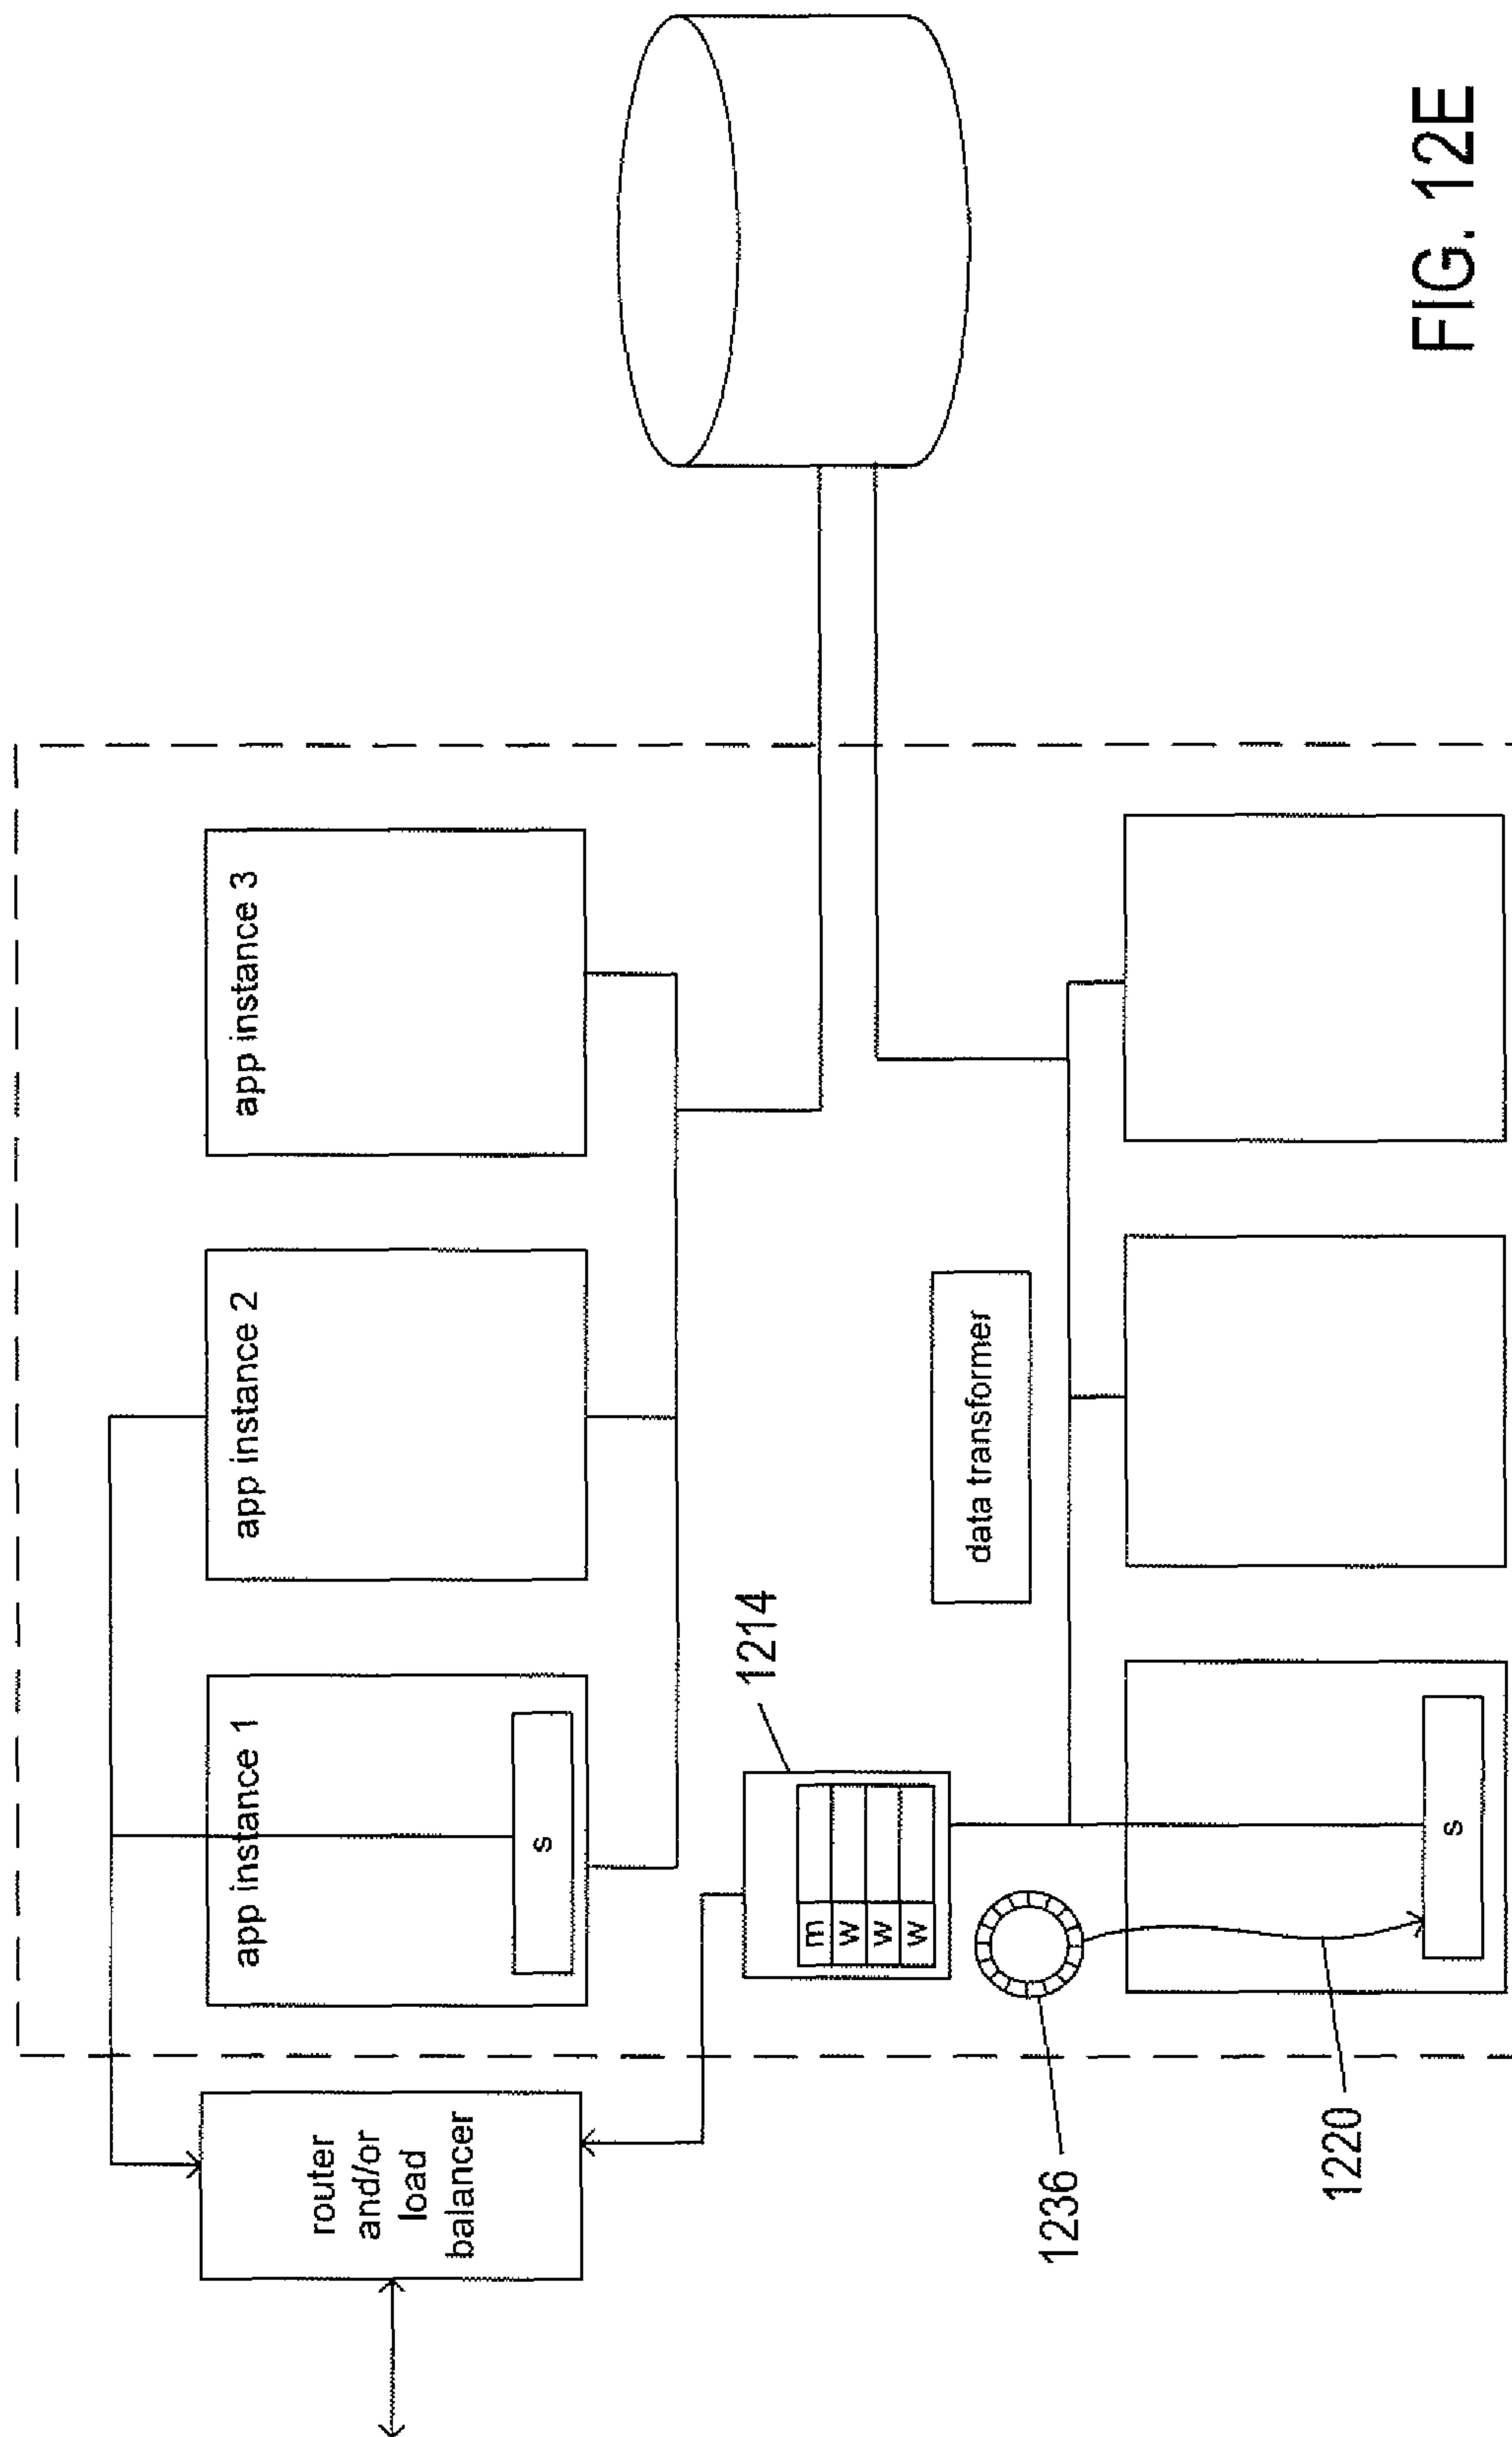 router
and/or
load
balancer
app instance 1
s
app instance 2
app instance 3
1214
m
w
w
w
data transformer
1236
1220
s
FIG. 12E